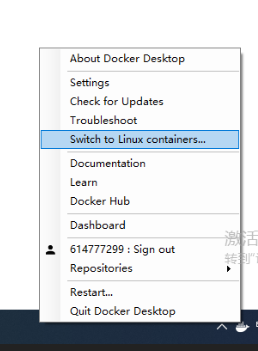 About Docker Desktop
Settings
Check for Updates
Troubleshoot
Switch to Linux containers...
Documentation
Learn
Docker Hub
Dashboard
614777299 : Sign out
Repositories
Restart...
Quit Docker Desktop
激活
转到"